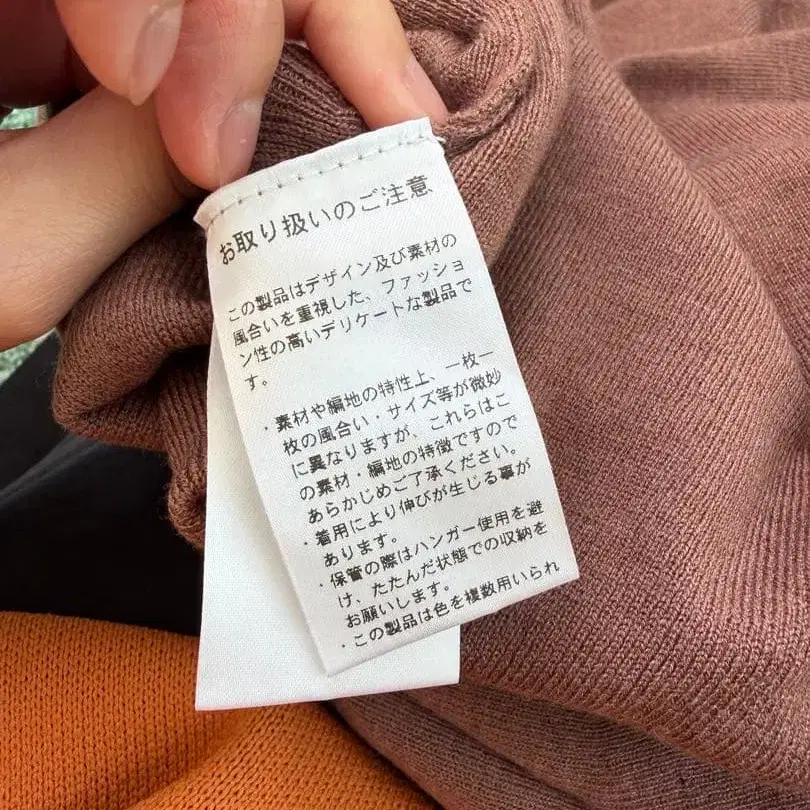 お取り扱いのご注意
この製品はデザイン及び素材の
風合いを重視した、ファッショ
ン性の高いデリケートな製品で
す。
・素材や編地の特性上、一枚一
枚の風合い・サイズ等が微妙
に異なりますが、これらはこ
の素材・編地の特徴ですので
あらかじめご了承ください。
・着用により伸びが生じる事が
あります。
・保管の際はハンガー使用を避
け、たたんだ状態での収納を
お願いします。
・この製品は色を複数用いられ